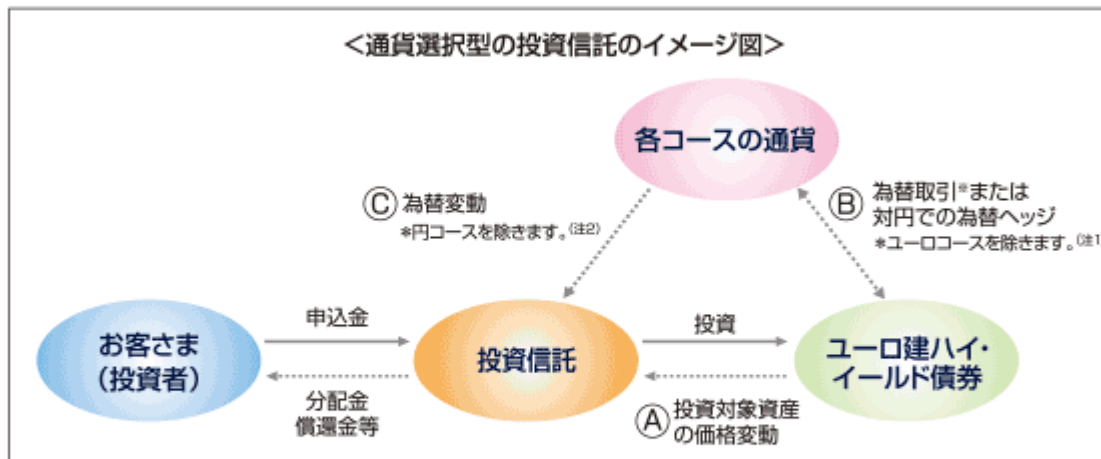 ＜通貨選択型の投資信託のイメージ図＞
各コースの通貨
Ⓒ 為替変動
＊円コースを除きます。(注2)
Ⓑ 為替取引※または
対円での為替ヘッジ
＊ユーロコースを除きます。(注1
お客さま
（投資者）
申込金
分配金
償還金等
投資信託
投資
Ⓐ 投資対象資産
の価格変動
ユーロ建ハイ・
イールド債券